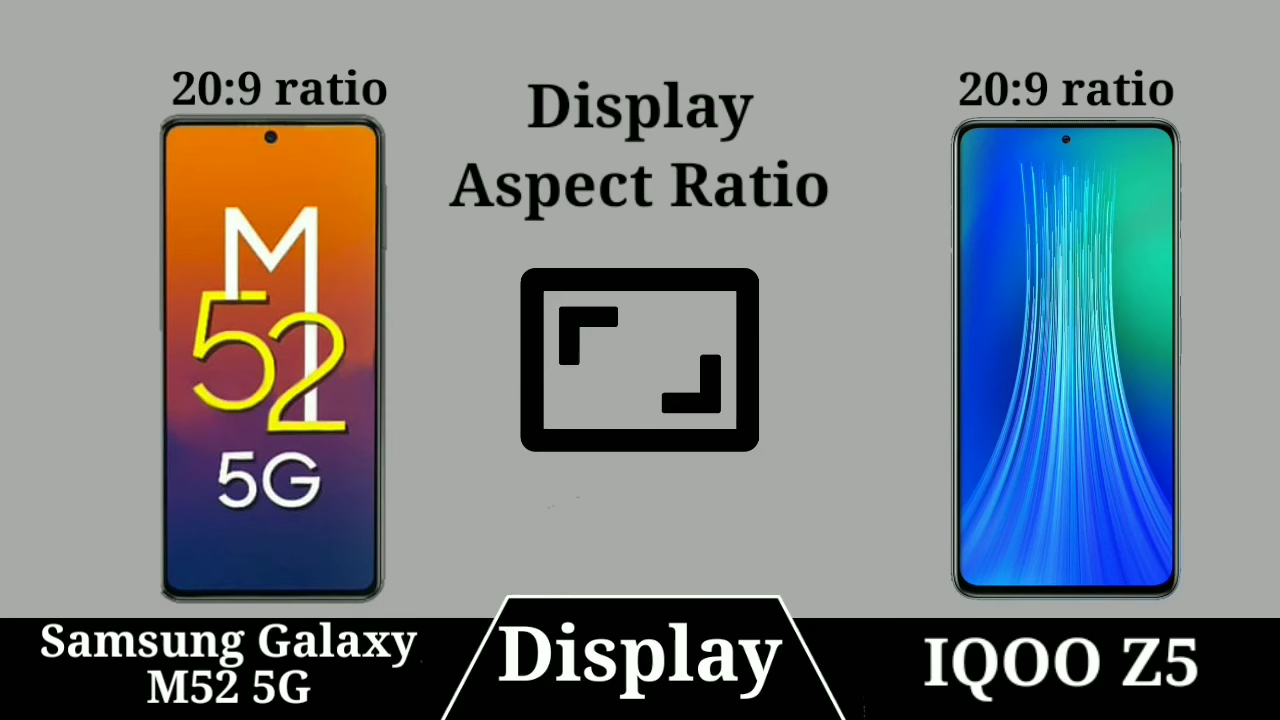 20:9 ratio
Display
Aspect Ratio
20:9 ratio
M
52
5G
Samsung Galaxy
M52 5G
Display
IQOO Z5